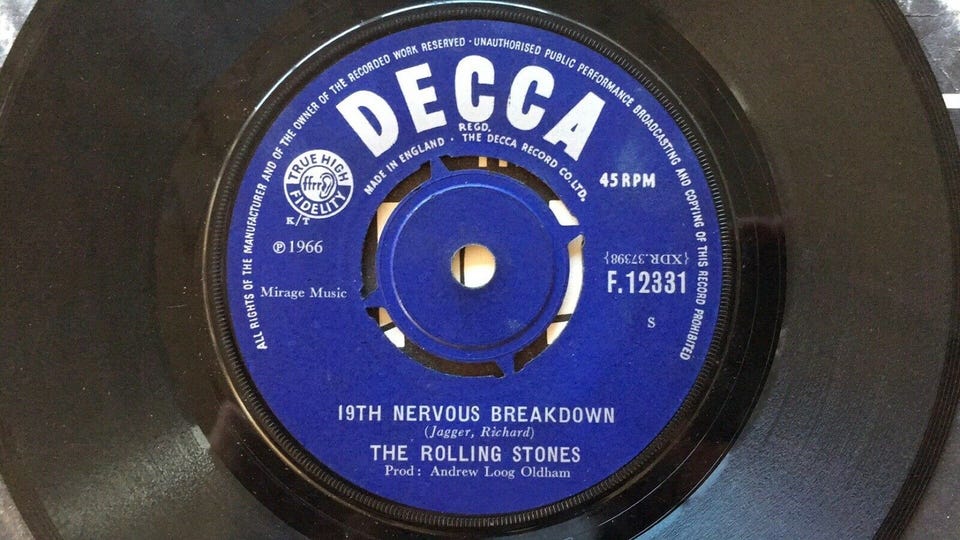 ALL RIGHTS OF THE MANUFACTURER AND OF THE OWNER OF THE RECORDED WORK RESERVED · UNAUTHORISED PUBLIC PERFORMANCE BROADCASTING AND COPYING OF THIS RECORD PROHIBITED
DECCA
REGD.
MADE IN ENGLAND · THE DECCA RECORD CO. LTD.
TRUE HIGH
ffrr
FIDELITY
K/T
℗ 1966
Mirage Music
45 RPM
{XDR.37398}
F.12331
S
19TH NERVOUS BREAKDOWN
(Jagger, Richard)
THE ROLLING STONES
Prod : Andrew Loog Oldham